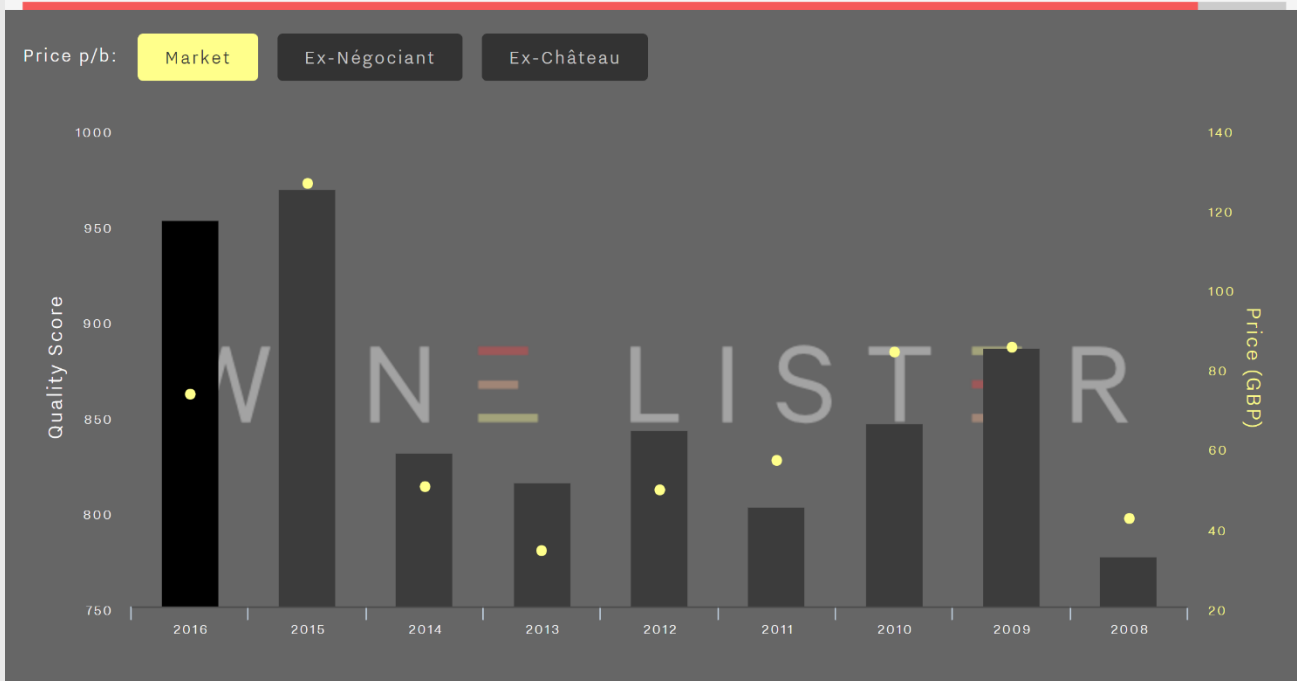 Price p/b: Market Ex-Négociant Ex-Château
1000
950
900
850
800
750
Quality Score
WINE LISTER
140
120
100
80
60
40
20
Price (GBP)
2016 2015 2014 2013 2012 2011 2010 2009 2008